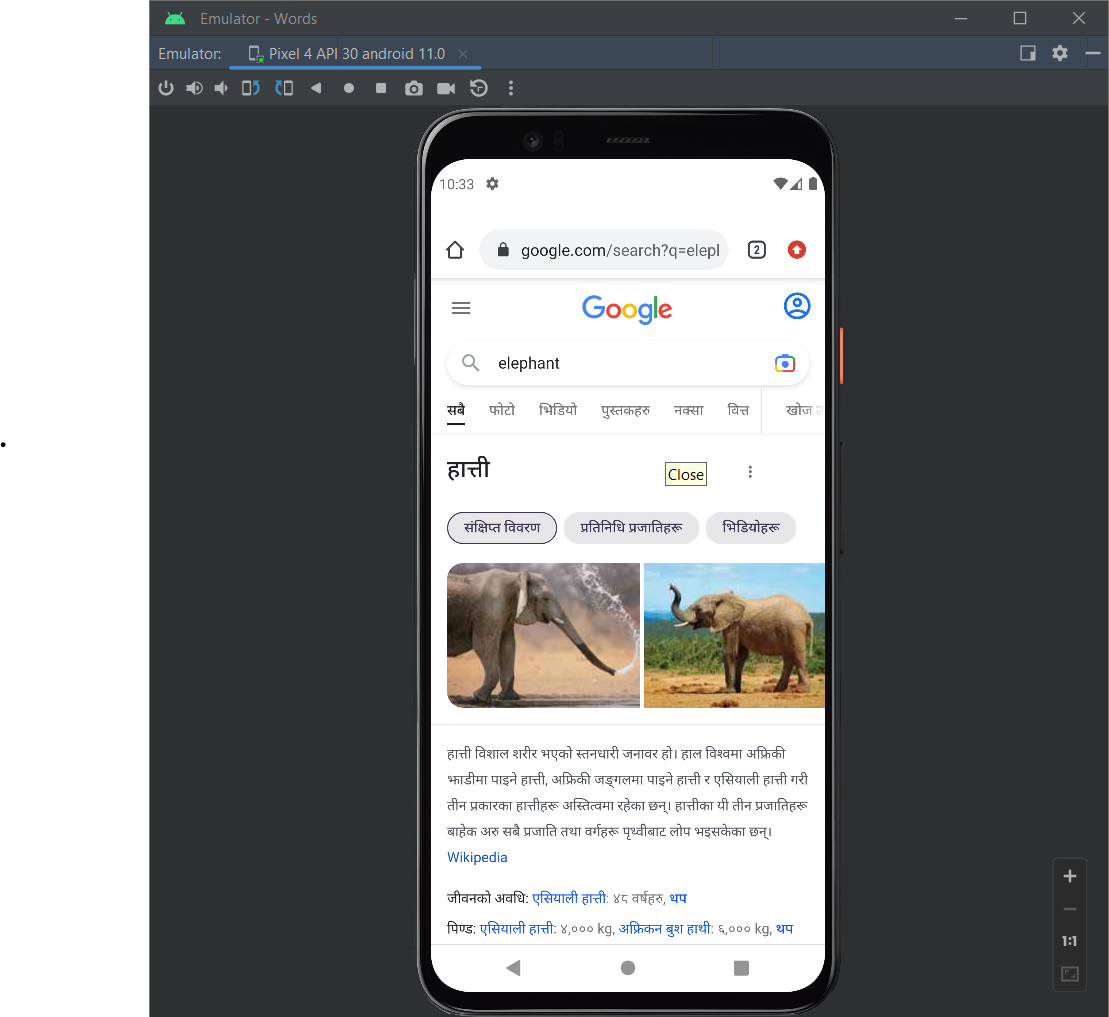 Emulator - Words
Emulator: Pixel 4 API 30 android 11.0
10:33
google.com/search?q=elepl
2
Google
elephant
सबै फोटो भिडियो पुस्तकहरु नक्सा वित्त खोज
हात्ती
Close
संक्षिप्त विवरण प्रतिनिधि प्रजातिहरू भिडियोहरू
हात्ती विशाल शरीर भएको स्तनधारी जनावर हो। हाल विश्वमा अफ्रिकी
झाडीमा पाइने हात्ती, अफ्रिकी जङ्गलमा पाइने हात्ती र एसियाली हात्ती गरी
तीन प्रकारका हात्तीहरू अस्तित्वमा रहेका छन्। हात्तीका यी तीन प्रजातिहरू
बाहेक अरु सबै प्रजाति तथा वर्गहरू पृथ्वीबाट लोप भइसकेका छन्।
Wikipedia
जीवनको अवधि: एसियाली हात्ती: ४८ वर्षहरु, थप
पिण्ड: एसियाली हात्ती: ४,००० kg, अफ्रिकन बुश हाथी: ६,००० kg, थप
1:1